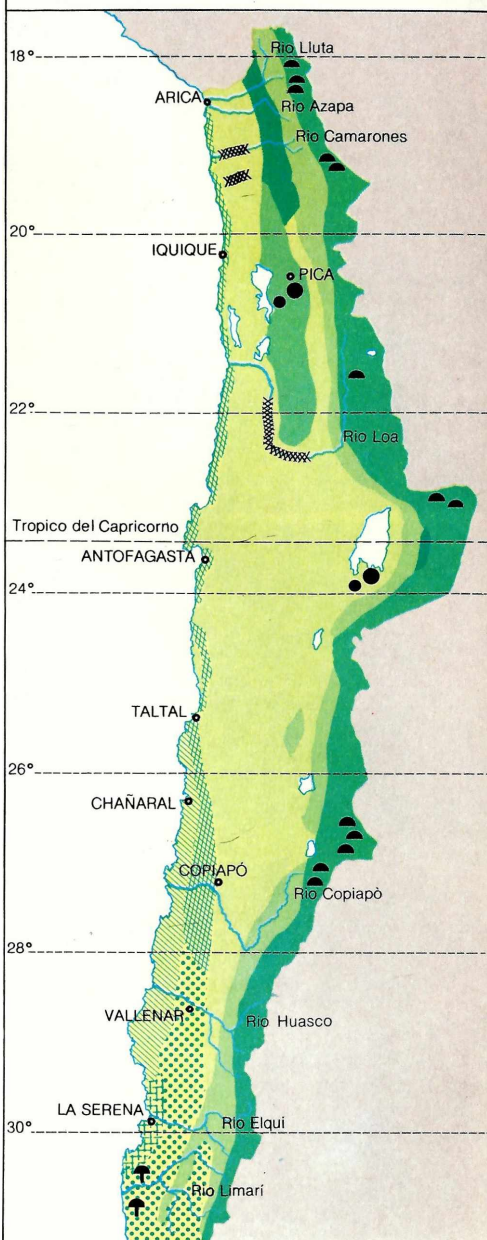 18°
Rio Lluta
ARICA
Rio Azapa
Rio Camarones
20°
IQUIQUE
PICA
22°
Rio Loa
Tropico del Capricorno
ANTOFAGASTA
24°
TALTAL
26°
CHAÑARAL
COPIAPÓ
Rio Copiapò
28°
VALLENAR
Rio Huasco
LA SERENA
Rio Elqui
30°
Rio Limarí